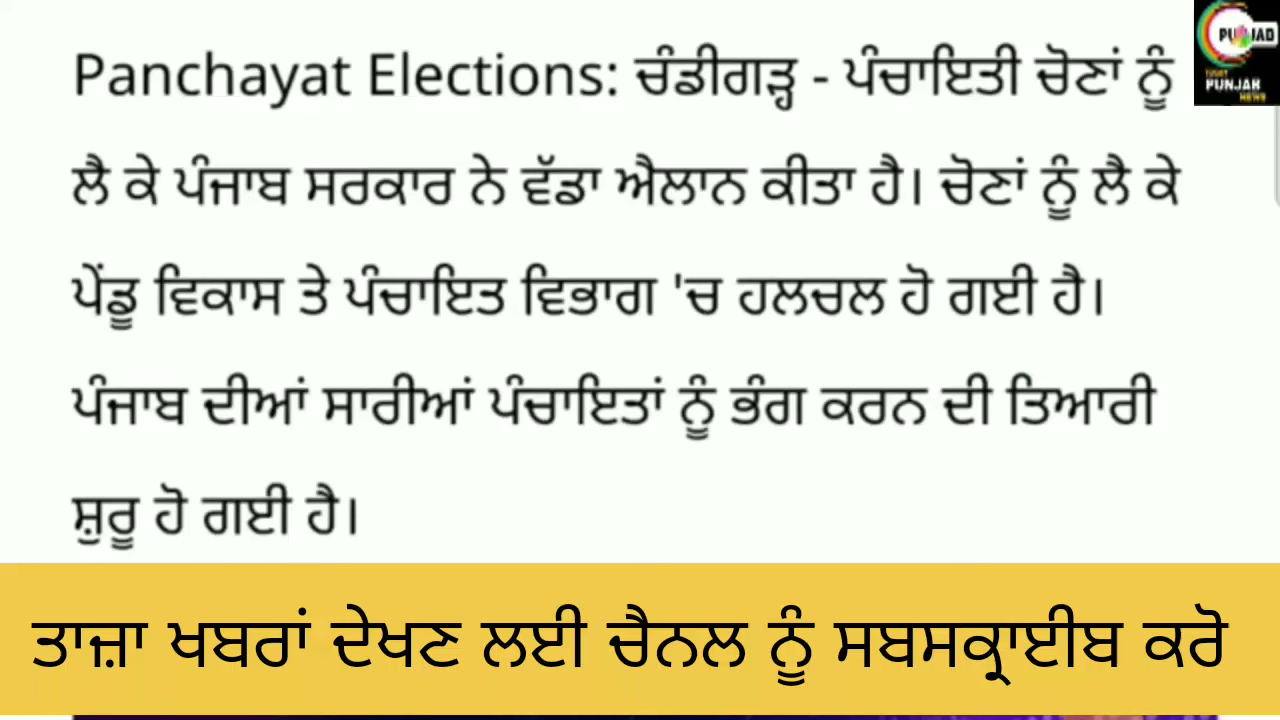 Panchayat Elections: ਚੰਡੀਗੜ੍ਹ - ਪੰਚਾਇਤੀ ਚੋਣਾਂ ਨੂੰ
ਲੈ ਕੇ ਪੰਜਾਬ ਸਰਕਾਰ ਨੇ ਵੱਡਾ ਐਲਾਨ ਕੀਤਾ ਹੈ। ਚੋਣਾਂ ਨੂੰ ਲੈ ਕੇ
ਪੇਂਡੂ ਵਿਕਾਸ ਤੇ ਪੰਚਾਇਤ ਵਿਭਾਗ 'ਚ ਹਲਚਲ ਹੋ ਗਈ ਹੈ।
ਪੰਜਾਬ ਦੀਆਂ ਸਾਰੀਆਂ ਪੰਚਾਇਤਾਂ ਨੂੰ ਭੰਗ ਕਰਨ ਦੀ ਤਿਆਰੀ
ਸ਼ੁਰੂ ਹੋ ਗਈ ਹੈ।
ਤਾਜ਼ਾ ਖਬਰਾਂ ਦੇਖਣ ਲਈ ਚੈਨਲ ਨੂੰ ਸਬਸਕ੍ਰਾਈਬ ਕਰੋ
PUNJAB
NEWS